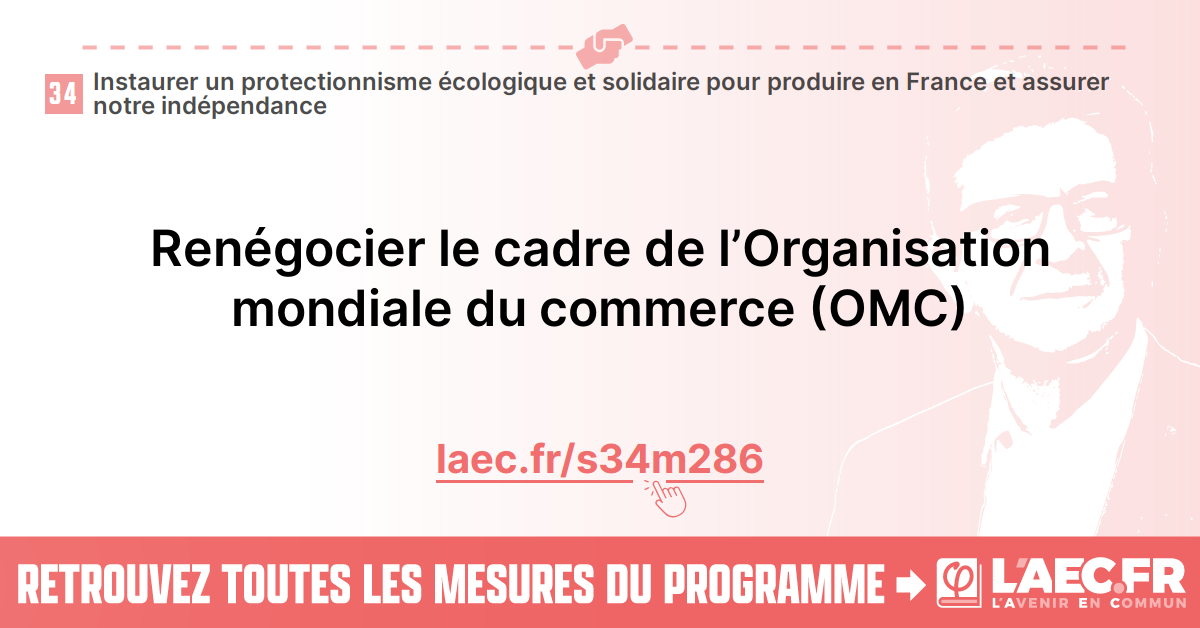 34
Instaurer un protectionnisme écologique et solidaire pour produire en France et assurer
notre indépendance
Renégocier le cadre de l’Organisation
mondiale du commerce (OMC)
laec.fr/s34m286
RETROUVEZ TOUTES LES MESURES DU PROGRAMME
φ
L'AEC.FR
L'AVENIR EN COMMUN